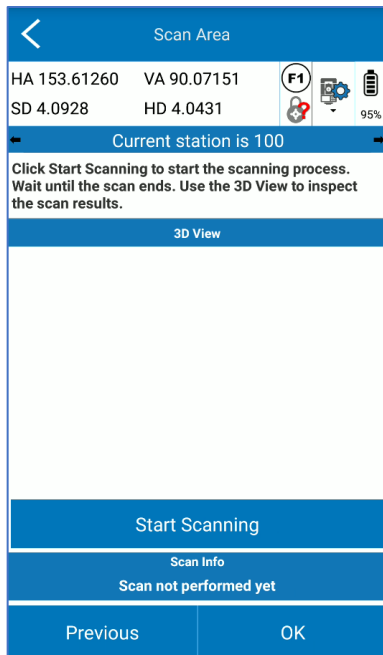 Scan Area
HA 153.61260 VA 90.07151 F1
SD 4.0928 HD 4.0431 95%
Current station is 100
Click Start Scanning to start the scanning process.
Wait until the scan ends. Use the 3D View to inspect
the scan results.
3D View
Start Scanning
Scan Info
Scan not performed yet
Previous OK